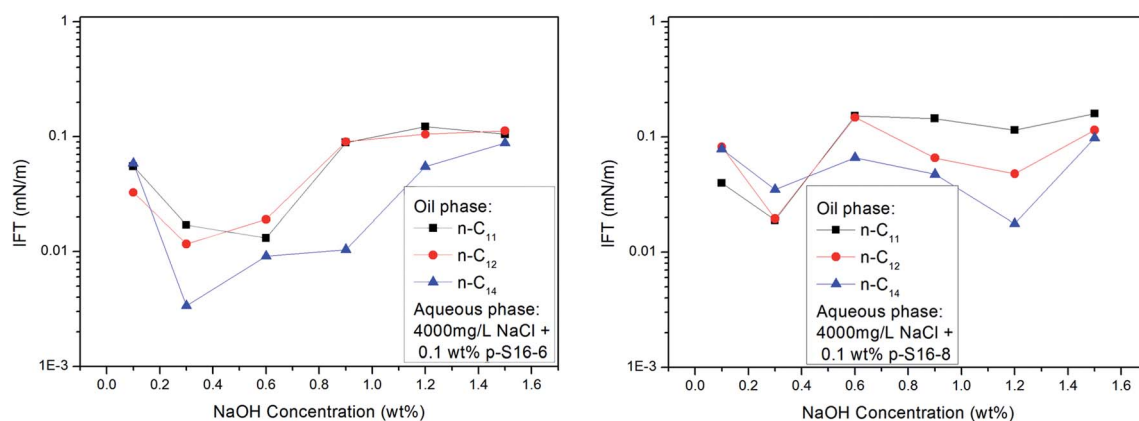 1
0.1
0.01
1E-3
IFT (mN/m)
0.0 0.2 0.4 0.6 0.8 1.0 1.2 1.4 1.6
NaOH Concentration (wt%)
Oil phase:
n-C₁₁
n-C₁₂
n-C₁₄
Aqueous phase:
4000mg/L NaCl +
0.1 wt% p-S16-6
1
0.1
0.01
1E-3
IFT (mN/m)
0.0 0.2 0.4 0.6 0.8 1.0 1.2 1.4 1.6
NaOH Concentration (wt%)
Oil phase:
n-C₁₁
n-C₁₂
n-C₁₄
Aqueous phase:
4000mg/L NaCl +
0.1 wt% p-S16-8